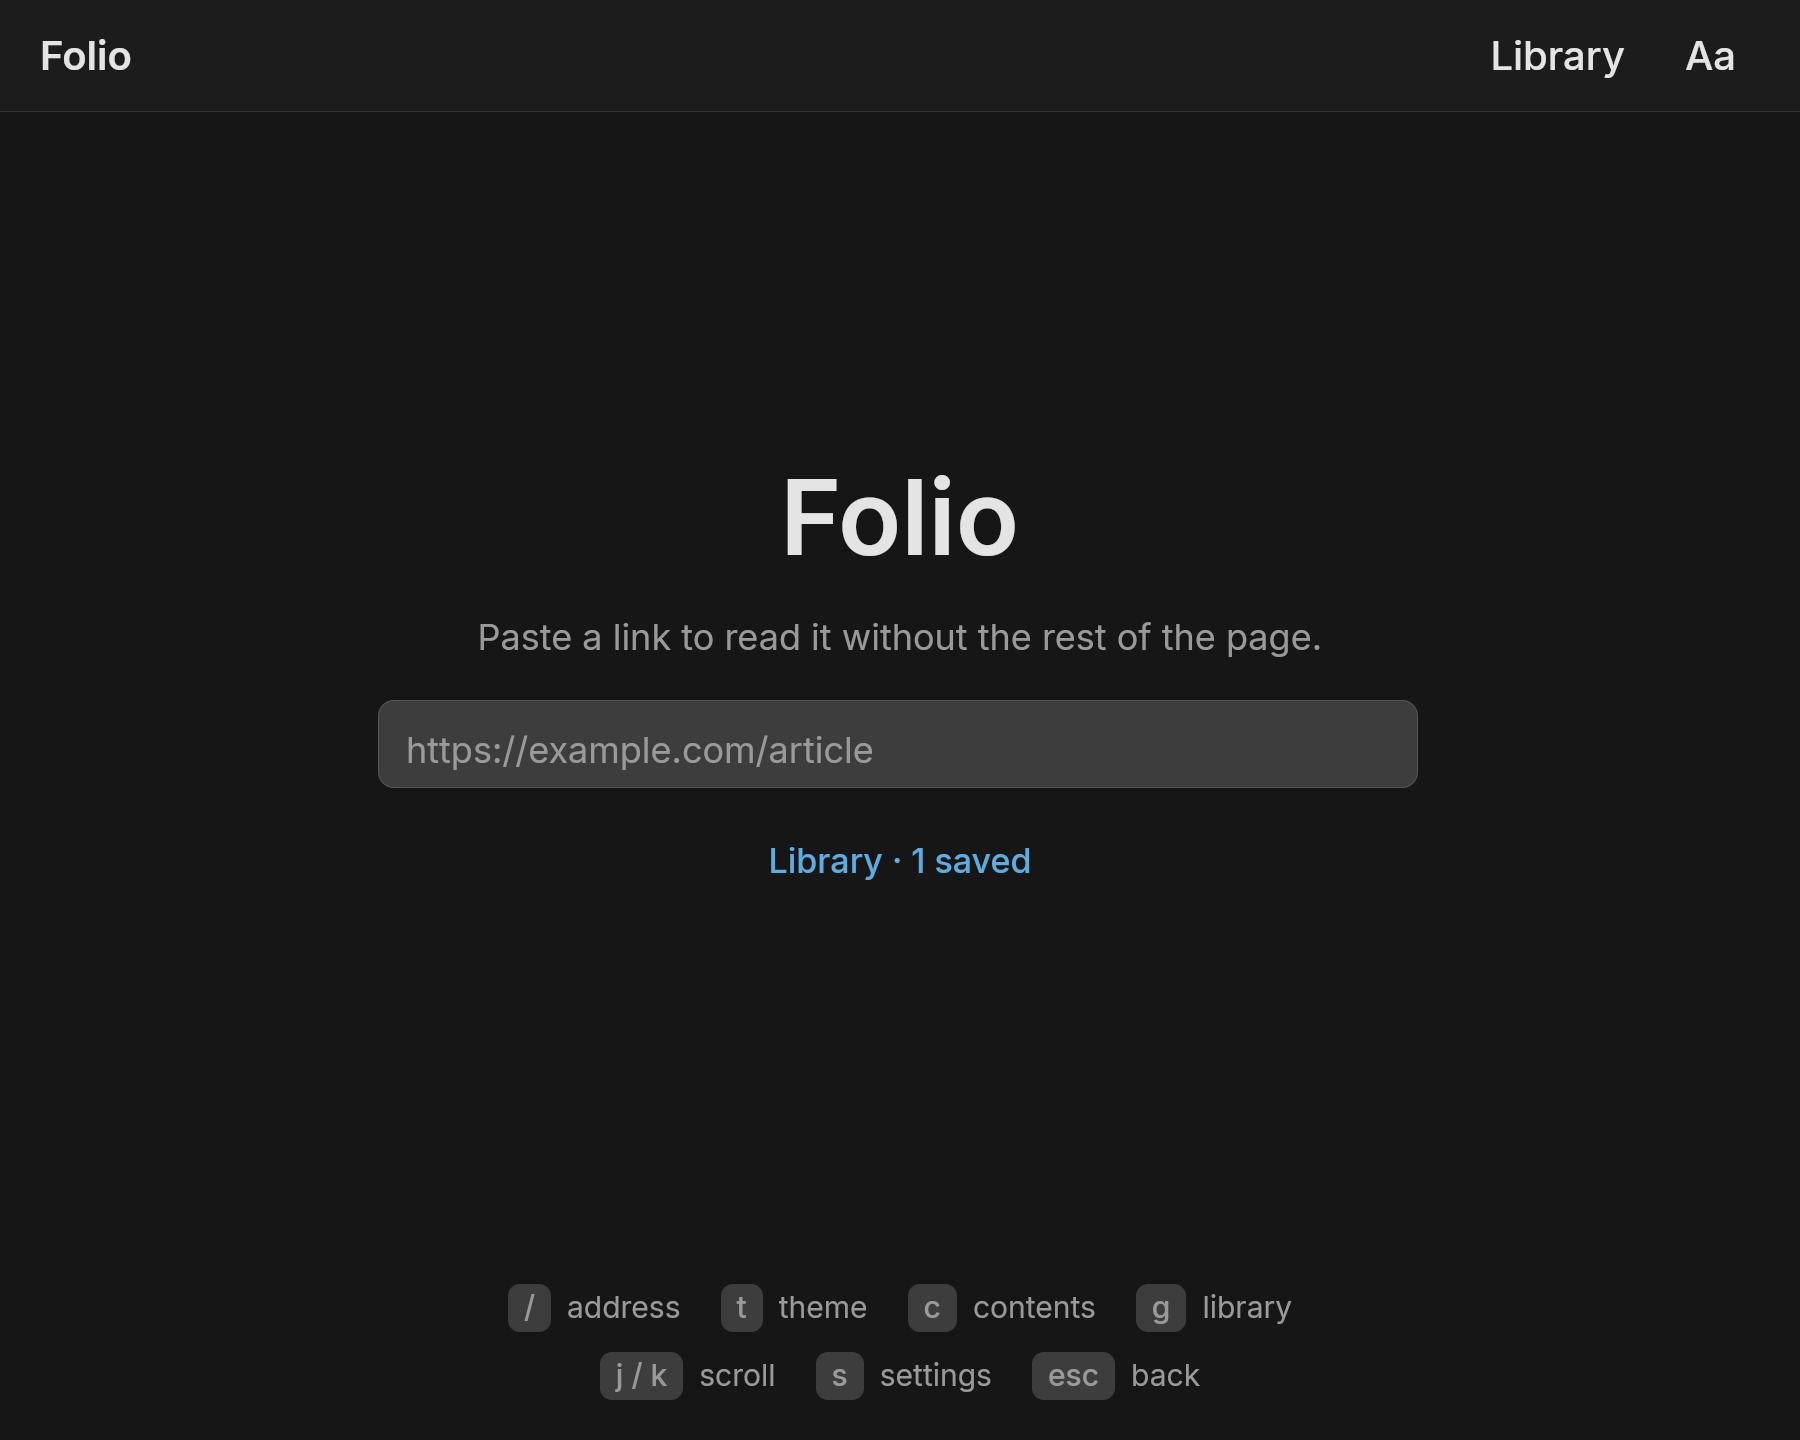 Folio Library Aa
Folio
Paste a link to read it without the rest of the page.
https://example.com/article
Library · 1 saved
/ address t theme c contents g library
j / k scroll s settings esc back